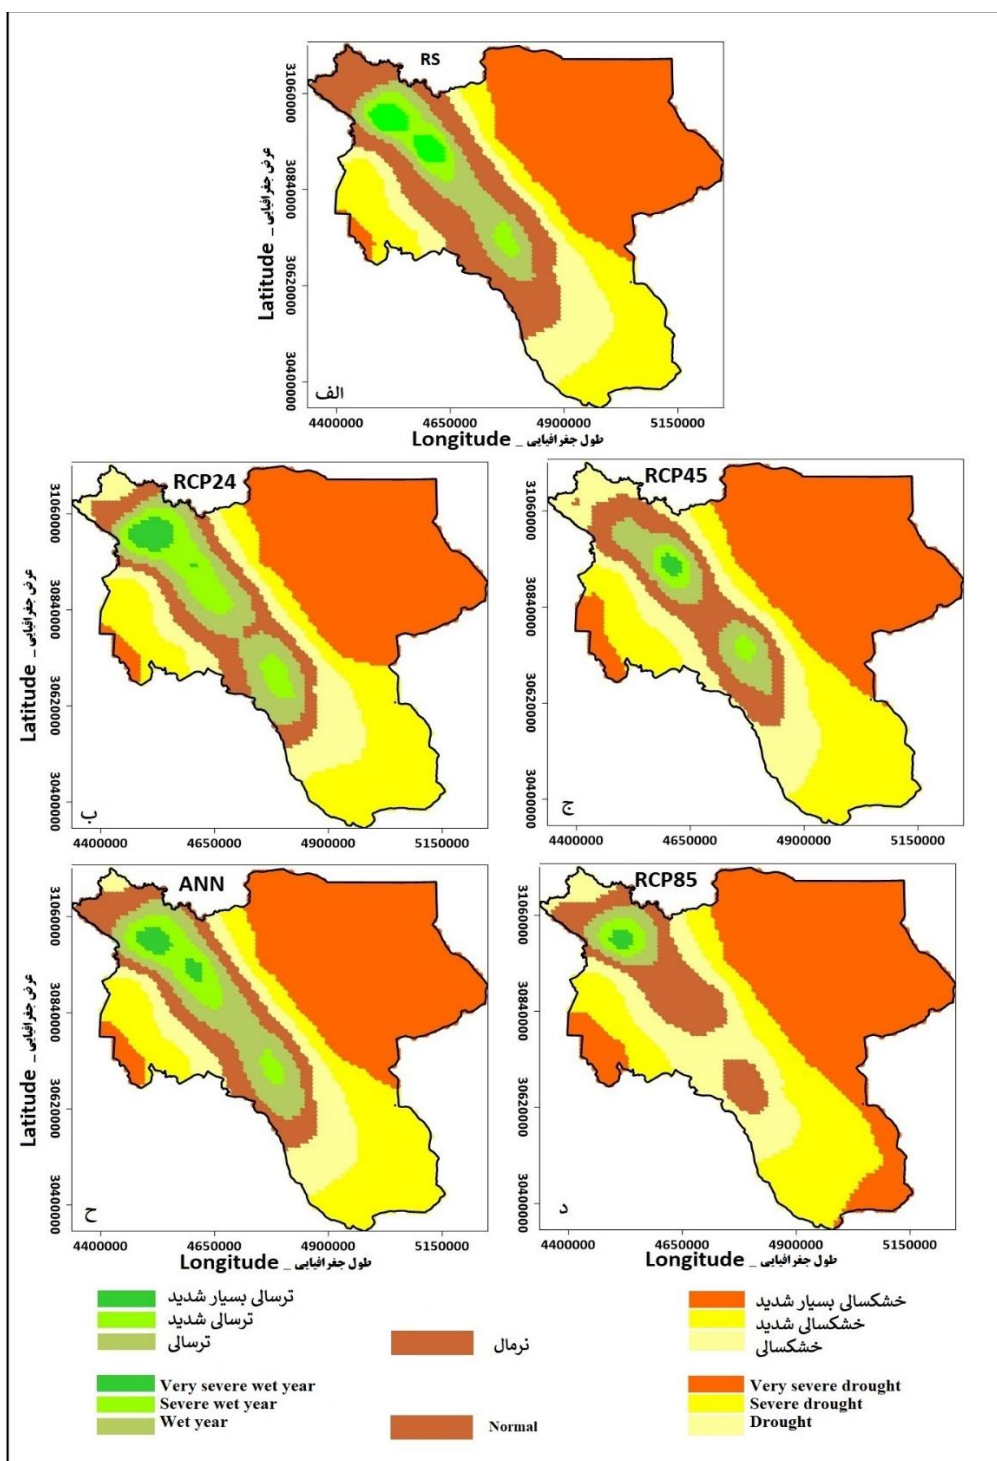 RS
31060000
30840000
30620000
30400000
Latitude _ عرض جغرافیایی
الف
4400000 4650000 4900000 5150000
Longitude _ طول جغرافیایی
RCP24
31060000
30840000
30620000
30400000
Latitude _ عرض جغرافیایی
ب
4400000 4650000 4900000 5150000
RCP45
31060000
30840000
30620000
30400000
ج
4400000 4650000 4900000 5150000
ANN
31060000
30840000
30620000
30400000
Latitude _ عرض جغرافیایی
ح
4400000 4650000 4900000 5150000
Longitude _ طول جغرافیایی
RCP85
31060000
30840000
30620000
30400000
د
4400000 4650000 4900000 5150000
Longitude _ طول جغرافیایی
ترسالی بسیار شدید
ترسالی شدید
ترسالی
نرمال
خشکسالی بسیار شدید
خشکسالی شدید
خشکسالی
Very severe wet year
Severe wet year
Wet year
Normal
Very severe drought
Severe drought
Drought